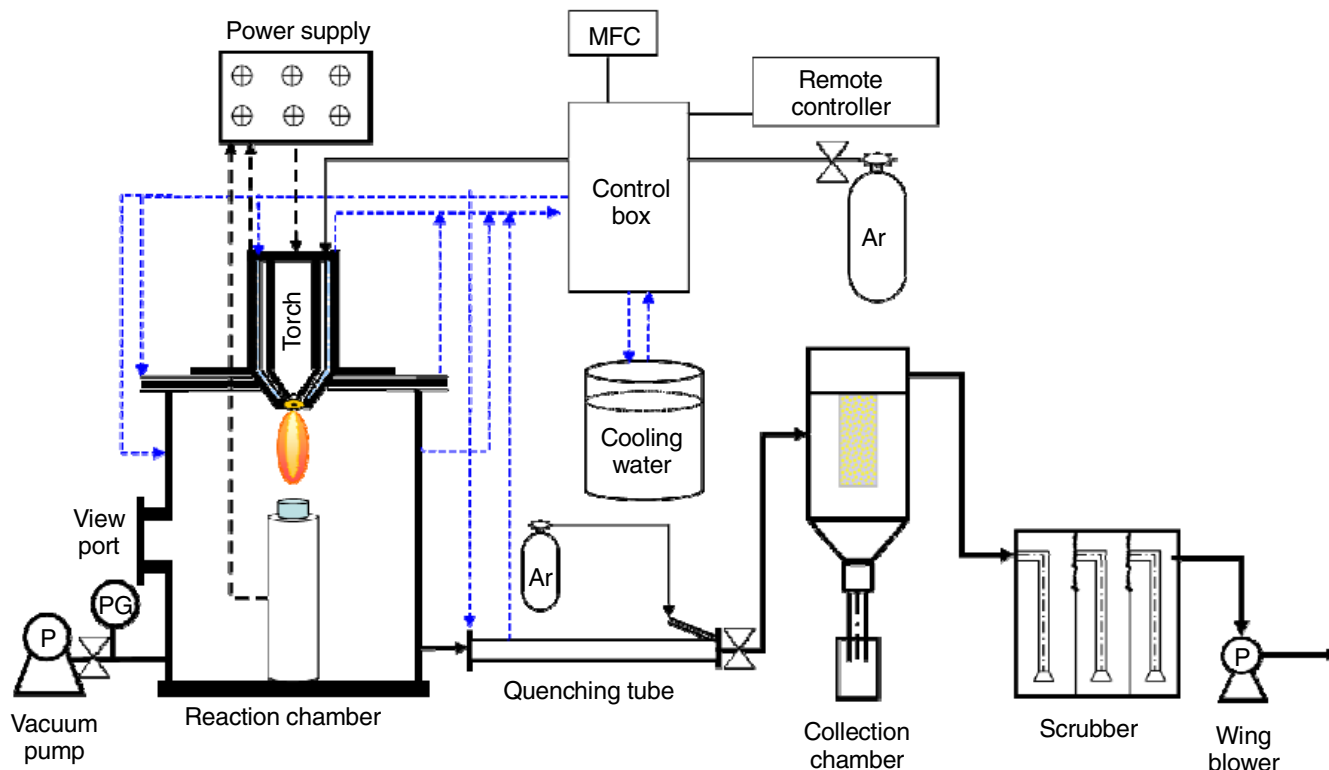 Power supply
MFC
Remote
controller
Control
box
Ar
Torch
Cooling
water
View
port
Ar
PG
P
P
Quenching tube
Reaction chamber
Vacuum
pump
Collection
chamber
Scrubber
Wing
blower